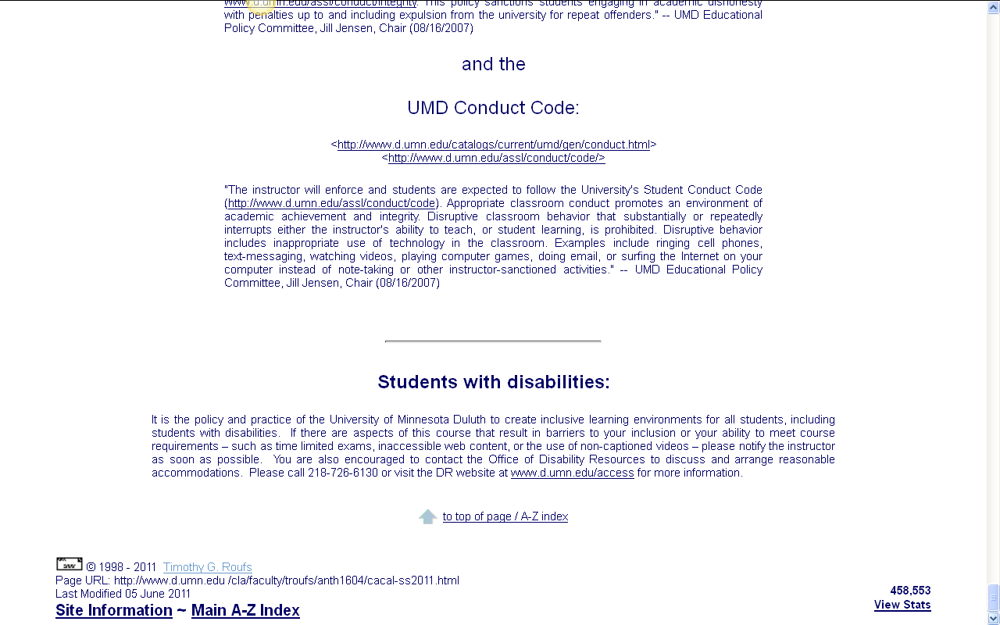 www.d.umn.edu/assl/conduct/integrity. This policy sanctions students engaging in academic dishonesty
with penalties up to and including expulsion from the university for repeat offenders." -- UMD Educational
Policy Committee, Jill Jensen, Chair (08/16/2007)
and the
UMD Conduct Code:
<http://www.d.umn.edu/catalogs/current/umd/gen/conduct.html>
<http://www.d.umn.edu/assl/conduct/code/>
"The instructor will enforce and students are expected to follow the University's Student Conduct Code
(http://www.d.umn.edu/assl/conduct/code). Appropriate classroom conduct promotes an environment of
academic achievement and integrity. Disruptive classroom behavior that substantially or repeatedly
interrupts either the instructor's ability to teach, or student learning, is prohibited. Disruptive behavior
includes inappropriate use of technology in the classroom. Examples include ringing cell phones,
text-messaging, watching videos, playing computer games, doing email, or surfing the Internet on your
computer instead of note-taking or other instructor-sanctioned activities." -- UMD Educational Policy
Committee, Jill Jensen, Chair (08/16/2007)
Students with disabilities:
It is the policy and practice of the University of Minnesota Duluth to create inclusive learning environments for all students, including
students with disabilities.  If there are aspects of this course that result in barriers to your inclusion or your ability to meet course
requirements – such as time limited exams, inaccessible web content, or the use of non-captioned videos – please notify the instructor
as soon as possible.  You are also encouraged to contact the Office of Disability Resources to discuss and arrange reasonable
accommodations.  Please call 218-726-6130 or visit the DR website at www.d.umn.edu/access for more information.
to top of page / A-Z index
© 1998 - 2011  Timothy G. Roufs
Page URL: http://www.d.umn.edu /cla/faculty/troufs/anth1604/cacal-ss2011.html
Last Modified 05 June 2011
Site Information ~ Main A-Z Index
458,553
View Stats